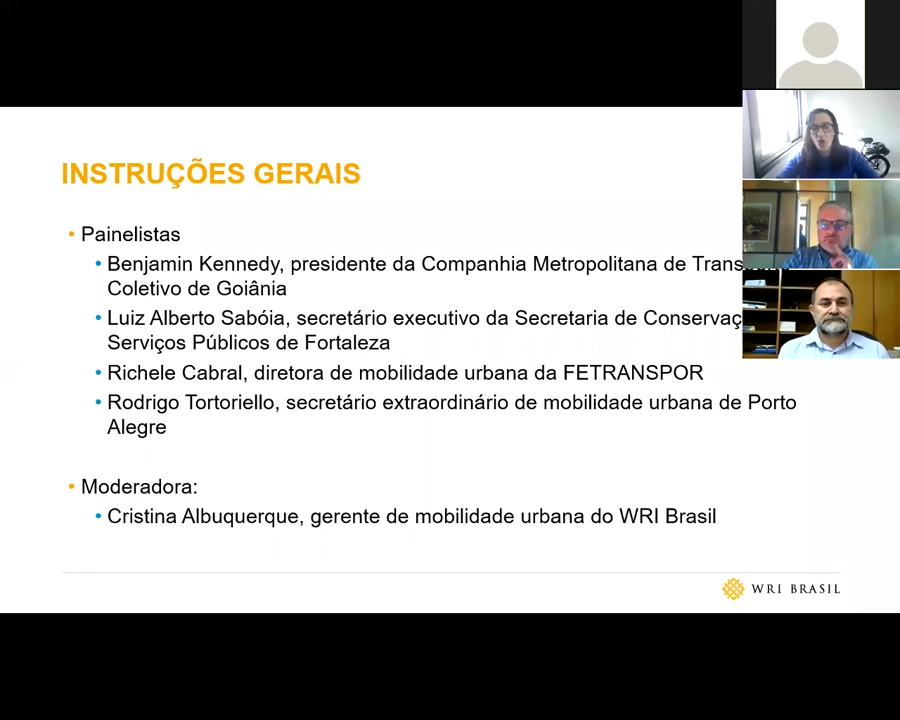 INSTRUÇÕES GERAIS
• Painelistas
• Benjamin Kennedy, presidente da Companhia Metropolitana de
Coletivo de Goiânia
• Luiz Alberto Sabóia, secretário executivo da Secretaria de
Serviços Públicos de Fortaleza
• Richele Cabral, diretora de mobilidade urbana da FETRANSPOR
• Rodrigo Tortoriello, secretário extraordinário de mobilidade urbana de Porto
Alegre
• Moderadora:
• Cristina Albuquerque, gerente de mobilidade urbana do WRI Brasil
WRI BRASIL